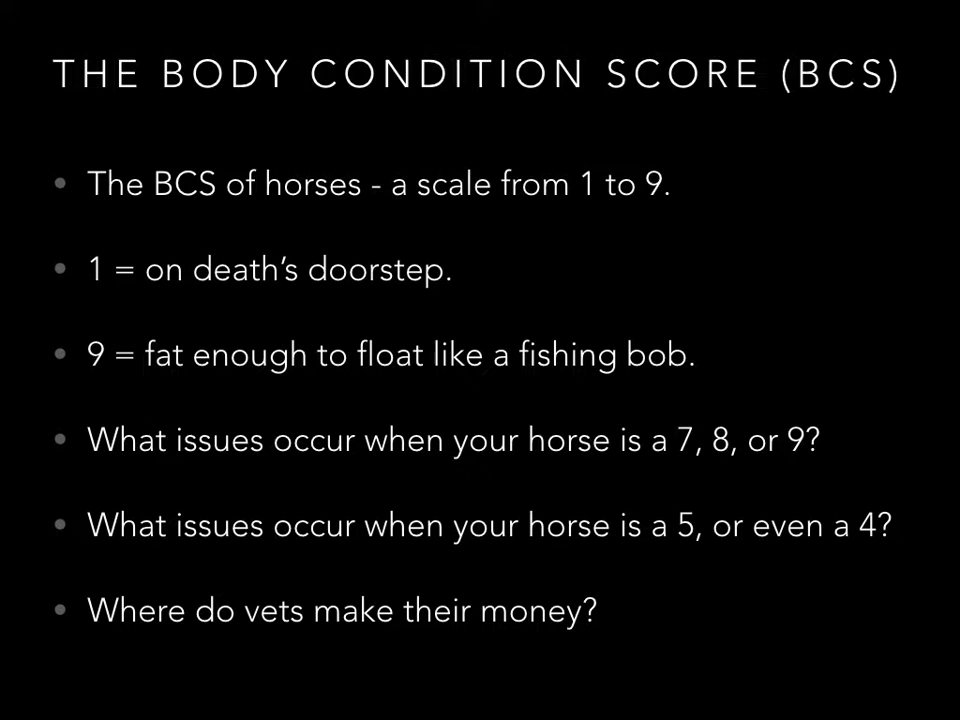 THE BODY CONDITION SCORE (BCS)
• The BCS of horses - a scale from 1 to 9.
• 1 = on death’s doorstep.
• 9 = fat enough to float like a fishing bob.
• What issues occur when your horse is a 7, 8, or 9?
• What issues occur when your horse is a 5, or even a 4?
• Where do vets make their money?